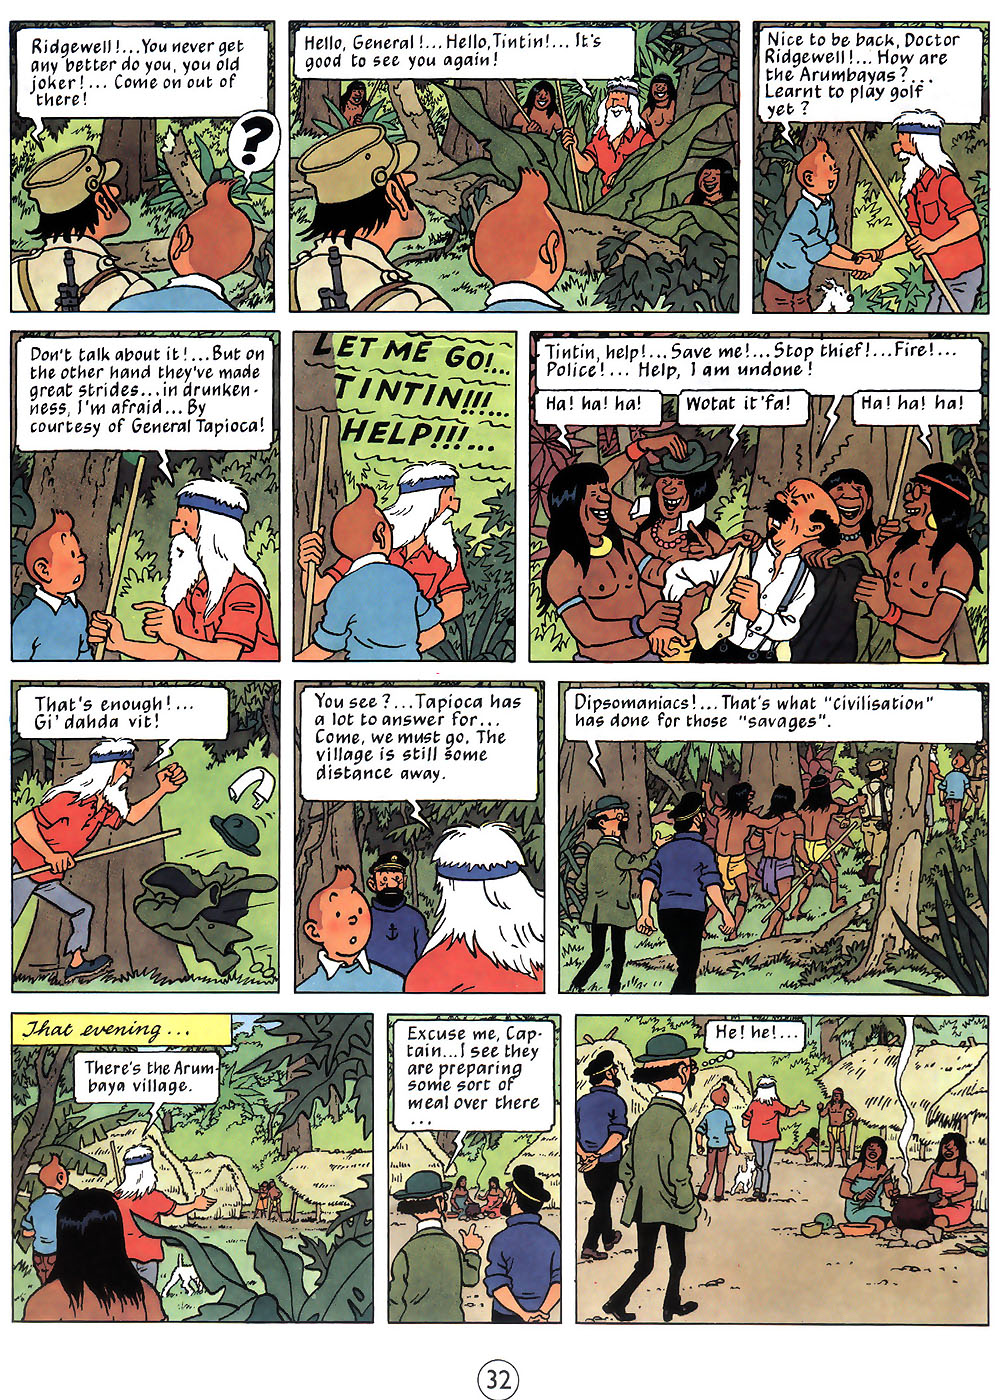 Ridgewell!...You never get
any better do you, you old
joker!... Come on out of
there!
?
Hello, General!... Hello, Tintin!... It's
good to see you again!
Nice to be back, Doctor
Ridgewell!... How are
the Arumbayas?...
Learnt to play golf
yet?
Don't talk about it!...But on
the other hand they've made
great strides...in drunken-
ness, I'm afraid... By
courtesy of General Tapioca!
LET ME GO!...
TINTIN!!!...
HELP!!!...
Tintin, help!... Save me!... Stop thief!...Fire!...
Police!... Help, I am undone!
Ha! ha! ha!
Wotat it 'fa!
Ha! ha! ha!
That's enough!...
Gi' dahda vit!
You see?...Tapioca has
a lot to answer for...
Come, we must go. The
village is still some
distance away.
Dipsomaniacs!... That's what "civilisation"
has done for those "savages".
That evening...
There's the Arum-
baya village.
Excuse me, Cap-
tain...I see they
are preparing
some sort of
meal over there
...
He! he!...
32